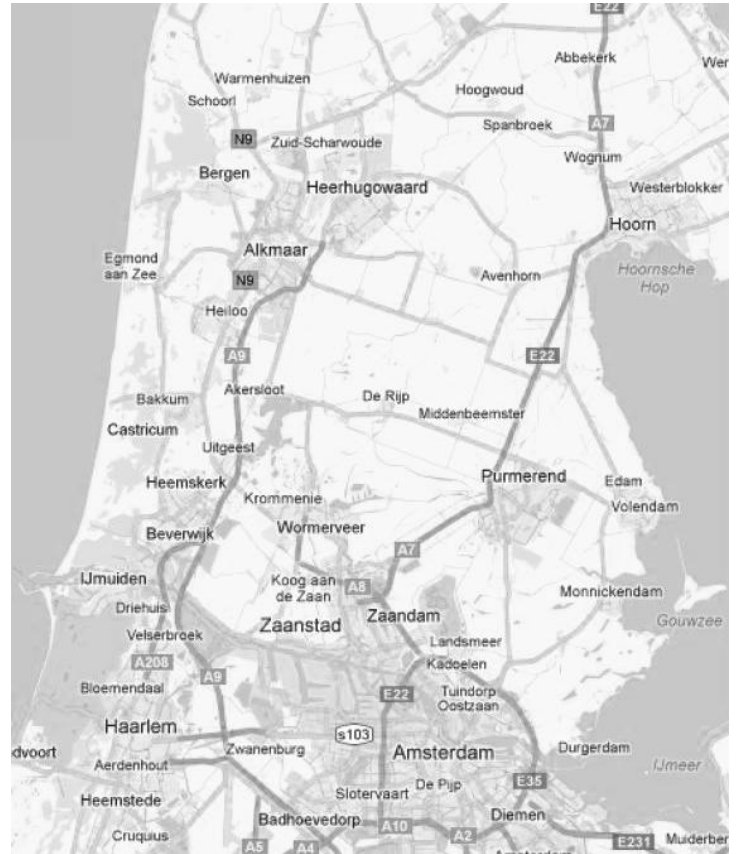 E22
Abbekerk
Warmenhuizen
Hoogwoud
Schoorl
A7
Spanbroek
N9
Zuid-Scharwoude
Wognum
Bergen
Heerhugowaard
Westerblokker
Hoorn
Alkmaar
Egmond
aan Zee
Hoornsche
Hop
Avenhorn
N9
Heiloo
A9
E22
Akersloot
De Rijp
Bakkum
Middenbeemster
Castricum
Uitgeest
Purmerend
Heemskerk
Edam
Krommenie
Volendam
Wormerveer
Beverwijk
A7
IJmuiden
Koog aan
de Zaan
A8
Monnickendam
Driehuis
Zaandam
Gouwzee
Zaanstad
Velserbroek
Landsmeer
A208
Kadoelen
A9
Bloemendaal
E22
Tuindorp
Oostzaan
Haarlem
s103
Zwanenburg
Amsterdam
Durgerdam
dvoort
Aerdenhout
IJmeer
De Pijp
E35
Slotervaart
Heemstede
Diemen
Badhoevedorp
A10
Cruquius
A2
E231
Muiderber
A5
A4